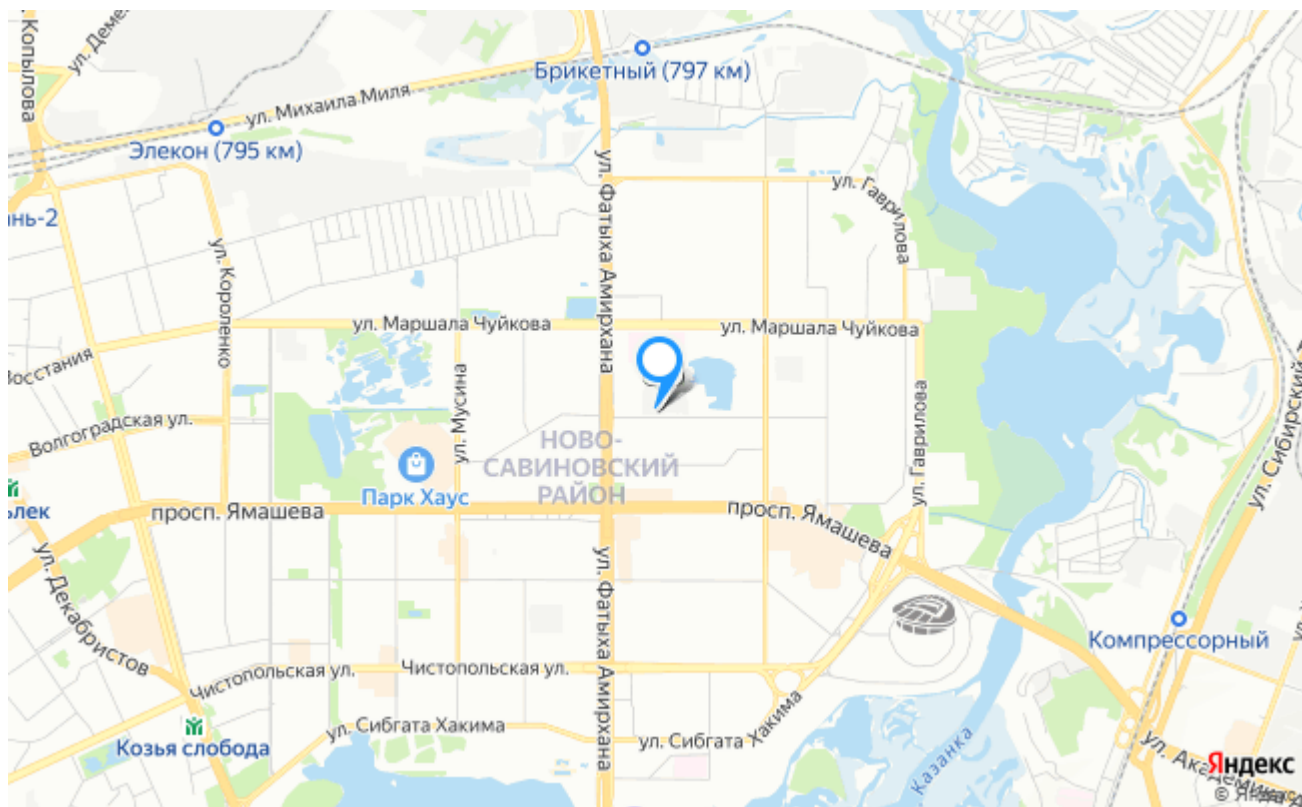 Копылова
ул. Деме
Брикетный (797 км)
ул. Михаила Миля
Элекон (795 км)
ань-2
ул. Фатыха Амирхана
ул. Гаврилова
ул. Короленко
ул. Маршала Чуйкова
ул. Маршала Чуйкова
Восстания
ул. Мусина
ул. Гаврилова
ул. Сибирский
Волгоградская ул.
НОВО-
САВИНОВСКИЙ
РАЙОН
Парк Хаус
ьлек
просп. Ямашева
просп. Ямашева
ул. Декабристов
ул. Фатыха Амирхана
Компрессорный
Чистопольская ул.
Чистопольская ул.
ул. Сибгата Хакима
ул. Сибгата Хакима
Козья слобода
Казанка
ул. Академика
Яндекс
© Яндекс